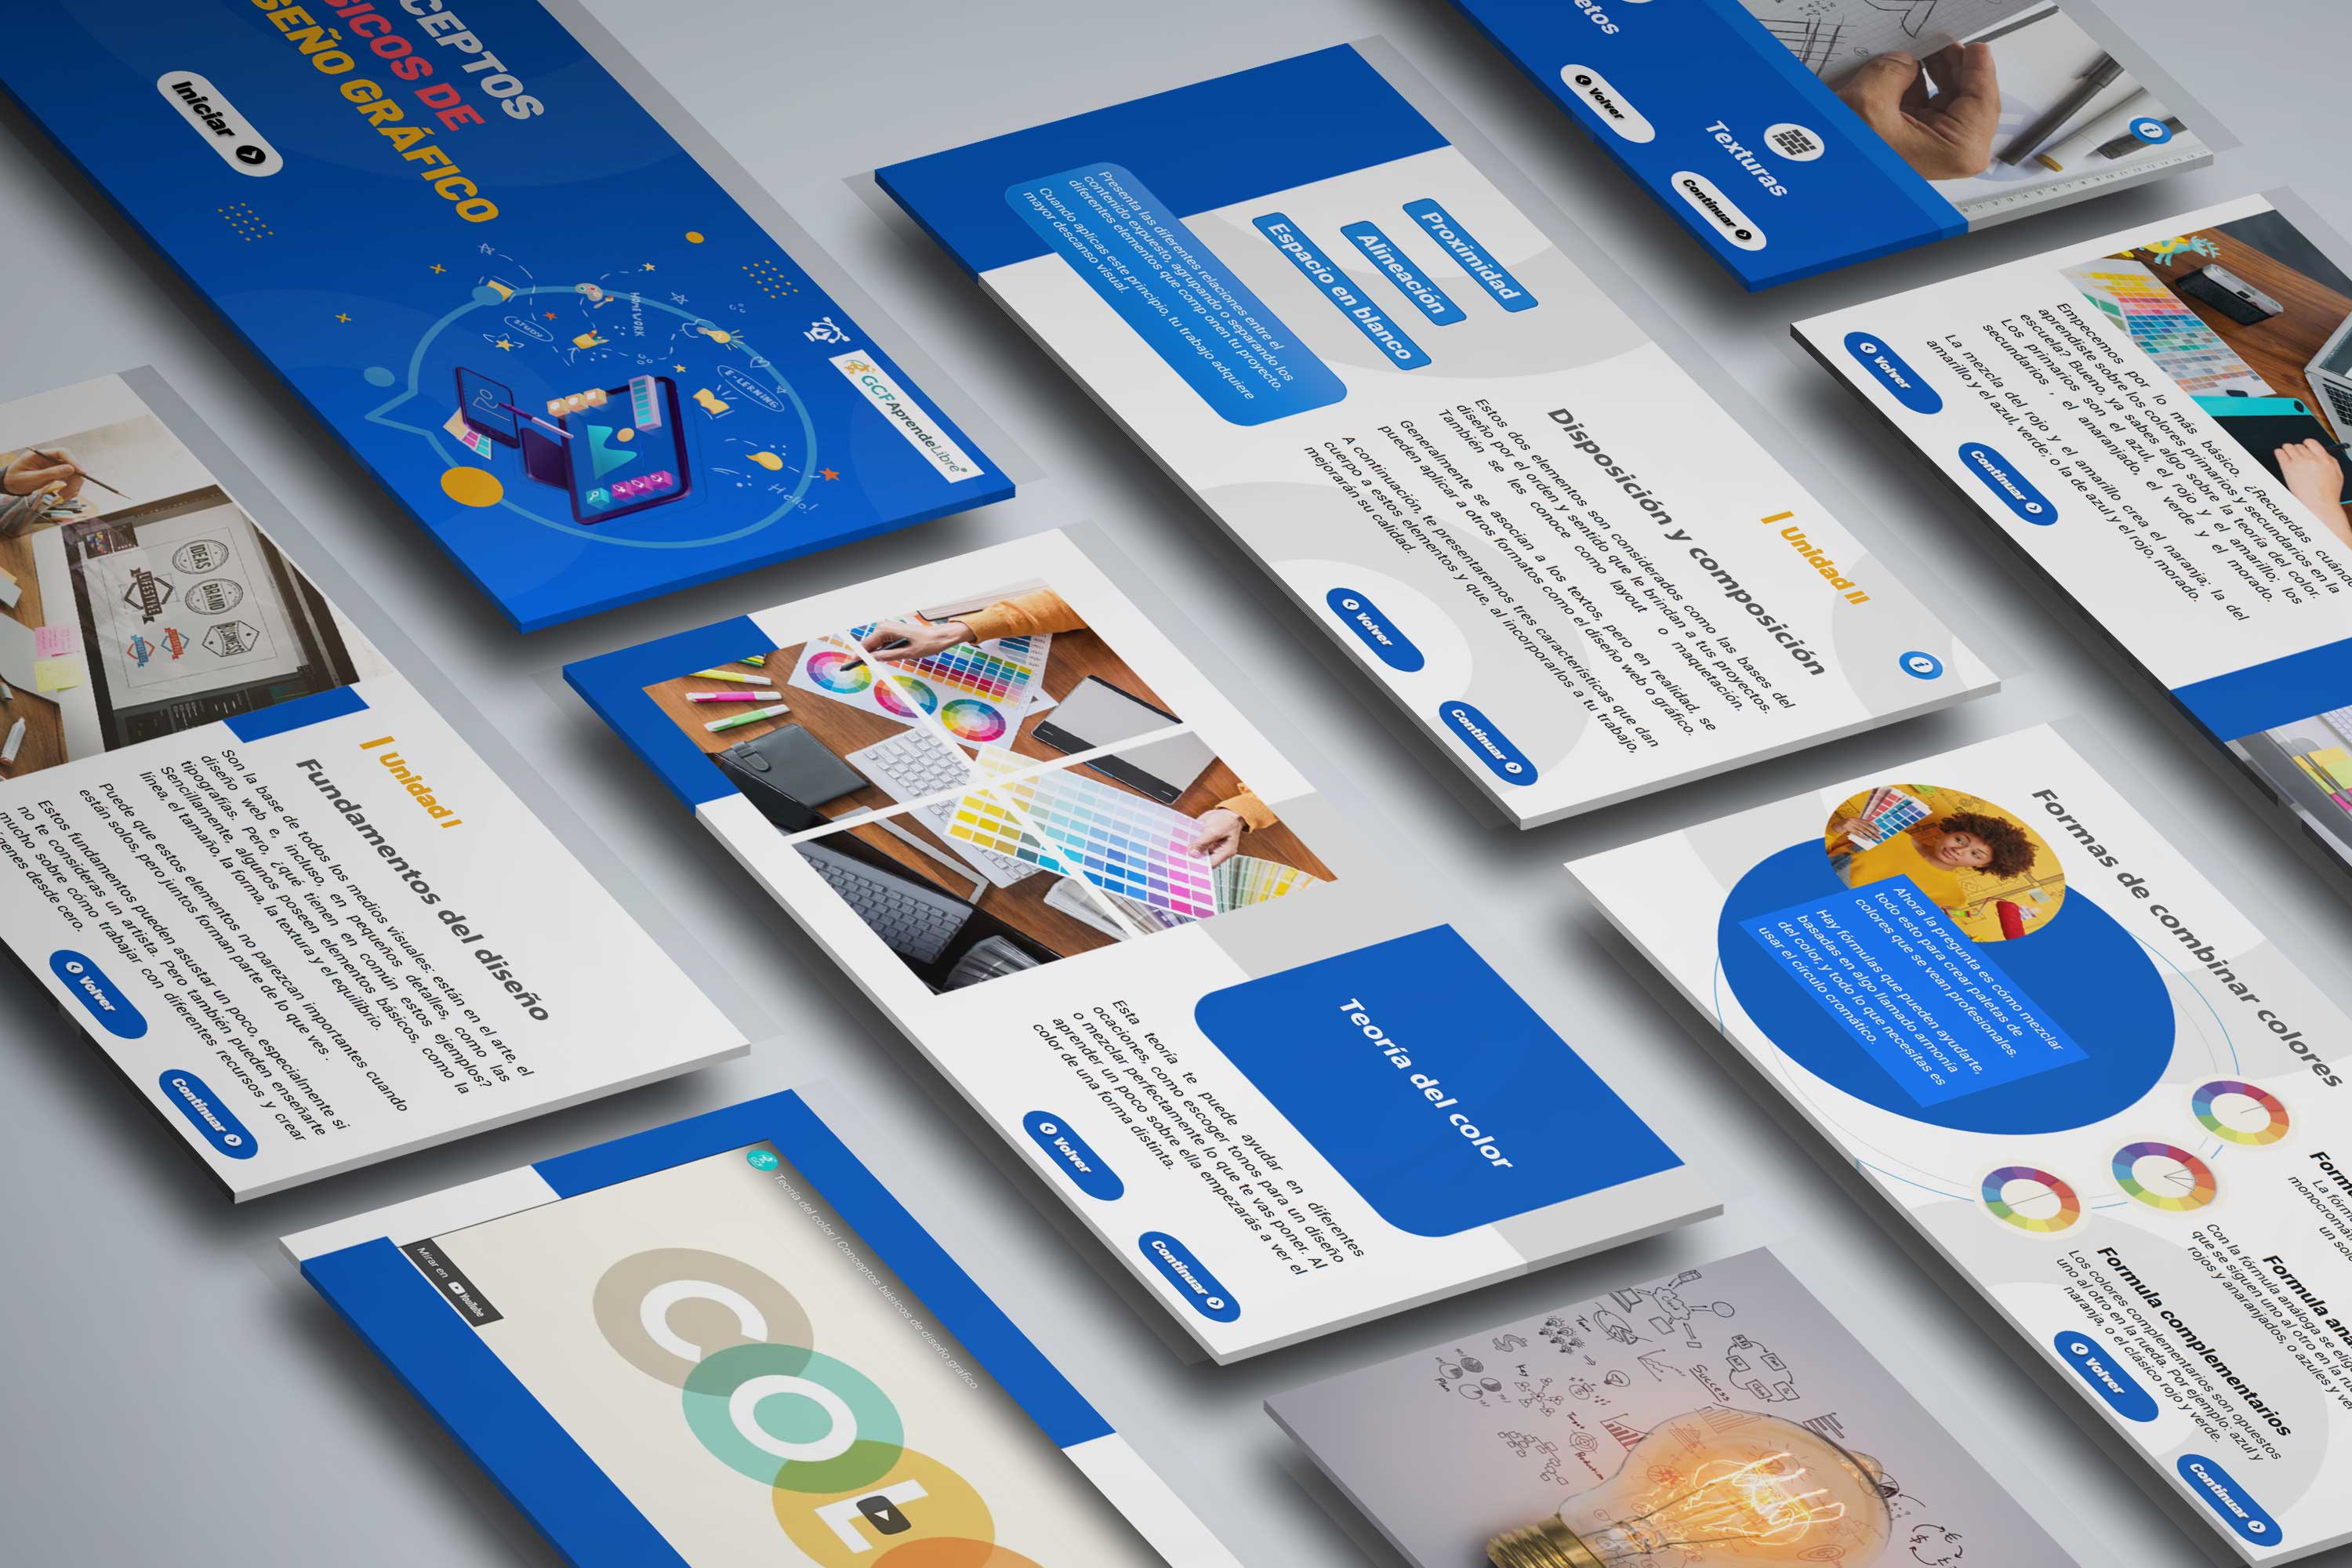 CEPTOS
SICOS DE
SEÑO GRÁFICO
Iniciar
STUDY
HOMEWORK
E-LERNING
Hello!
GCFAprendeLibre
IDEAS
BRAND
LIFESTYLE
BUSINESS
Unidad I
Fundamentos del diseño
Son la base de todos los medios visuales: están en el arte, el
diseño web e, incluso, en pequeños detalles, como las
tipografías. Pero, ¿qué tienen en común estos ejemplos?
Sencillamente, algunos poseen elementos básicos, como la
línea, el tamaño, la forma, la textura y el equilibrio.
Puede que estos elementos no parezcan importantes cuando
están solos, pero juntos forman parte de lo que ves .
Estos fundamentos pueden asustar un poco, especialmente si
no te consideras un artista. Pero también pueden enseñarte
mucho sobre cómo trabajar con diferentes recursos y crear
genes desde cero.
Volver
Continuar
Unidad II
Disposición y composición
Estos dos elementos son considerados como las bases del
diseño por el orden y sentido que le brindan a tus proyectos.
También se les conoce como layout o maquetación.
Generalmente se asocian a los textos, pero en realidad, se
pueden aplicar a otros formatos como el diseño web o gráfico.
A continuación, te presentaremos tres características que dan
cuerpo a estos elementos y que, al incorporarlos a tu trabajo,
mejorarán su calidad.
Proximidad
Alineación
Espacio en blanco
Presenta las diferentes relaciones entre el
contenido expuesto, agrupando o separando los
diferentes elementos que comp onen tu proyecto.
Cuando aplicas este principio, tu trabajo adquiere
mayor descanso visual.
Volver
Continuar
etos
Texturas
Volver
Continuar
Empecemos por lo más básico. ¿Recuerdas cuándo
aprendiste sobre los colores primarios y secundarios en la
escuela? Bueno, ya sabes algo sobre la teoría del color.
Los primarios son el azul, el rojo y el amarillo; los
secundarios , el anaranjado, el verde y el morado.
La mezcla del rojo y el amarillo crea el naranja; la del
amarillo y el azul, verde; o la de azul y el rojo, morado.
Volver
Continuar
Teoría del color
Esta teoría te puede ayudar en diferentes
ocaciones, como escoger tonos para un diseño
o mezclar perfectamente lo que te vas poner. Al
aprender un poco sobre ella empezarás a ver el
color de una forma distinta.
Volver
Continuar
Formas de combinar colores
Ahora la pregunta es cómo mezclar
todo esto para crear paletas de
colores que se vean profesionales.
Hay fórmulas que pueden ayudarte,
basadas en algo llamado armonía
del color, y todo lo que necesitas es
usar el círculo cromático.
Form
La fórm
monocromá
un solo
Formula aná
Con la fórmula análoga se elig
que se siguen uno al otro en la ru
rojos y anaranjados, o azules y ver
Formula complementarios
Los colores complementarios son opuestos
uno al otro en la rueda. Por ejemplo: azul y
naranja, o el clásico rojo y verde.
Volver
Continuar
Teoría del color | Conceptos básicos de diseño gráfico
Mirar en YouTube
COL
Success
Plan
Target